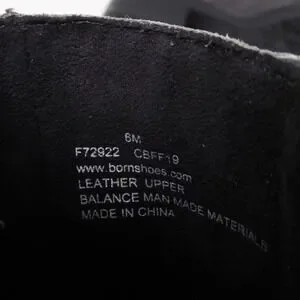 6M
F72922 CBFF19
www.bornshoes.com
LEATHER UPPER
BALANCE MAN MADE MATERIALS
MADE IN CHINA